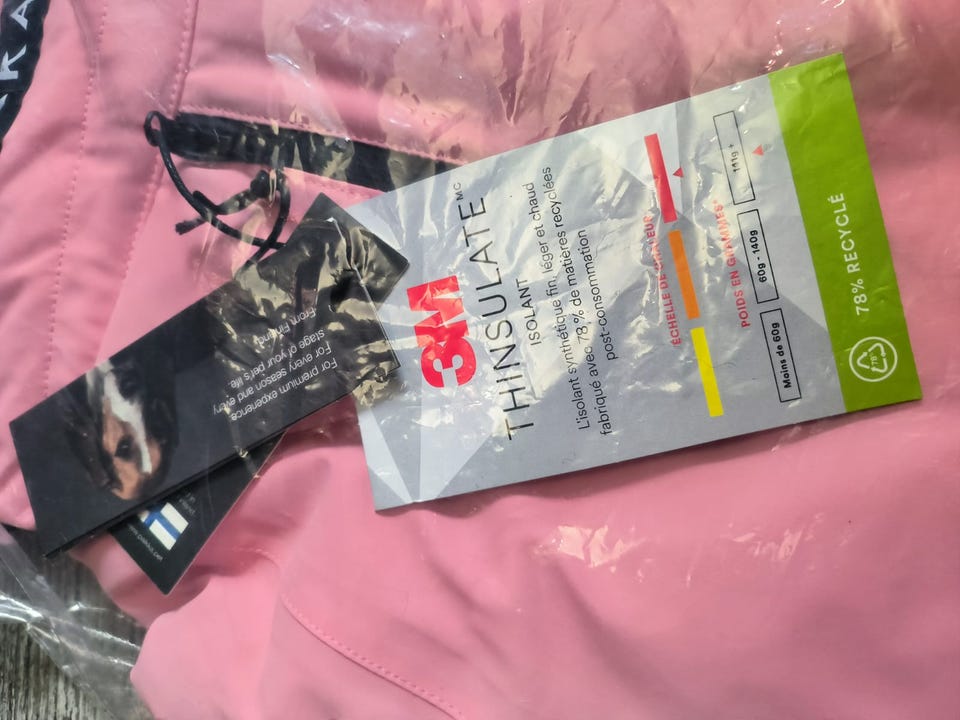 3M
THINSULATE MC
ISOLANT
L'isolant synthétique fin, léger et chaud
fabriqué avec 78 % de matières recyclées
post-consommation
ÉCHELLE DE CHALEUR
POIDS EN GRAMMES*
Moins de 60g
60g - 140g
141g +
78%
78% RECYCLÉ
For premium experience
For every season and every
stage of your pet's life
From Finland